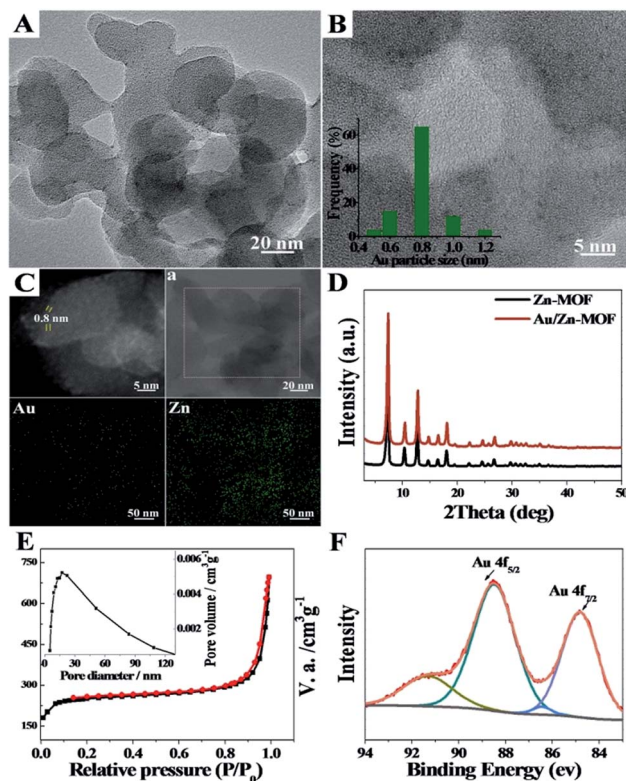 A
20 nm
B
Frequency (%)
60
40
20
0
0.4 0.6 0.8 1.0 1.2
Au particle size (nm)
5 nm
C
0.8 nm
5 nm
a
20 nm
Au
50 nm
Zn
50 nm
D
Zn-MOF
Au/Zn-MOF
Intensity (a.u.)
10 20 30 40 50
2Theta (deg)
E
750
600
450
300
150
0.006
0.004
0.002
Pore volume / cm³g⁻¹
0 30 60 90 120
Pore diameter / nm
V. a. /cm³g⁻¹
0.0 0.2 0.4 0.6 0.8 1.0
Relative pressure (P/P₀)
F
Au 4f₅/₂
Au 4f₇/₂
Intensity
94 92 90 88 86 84
Binding Energy (ev)